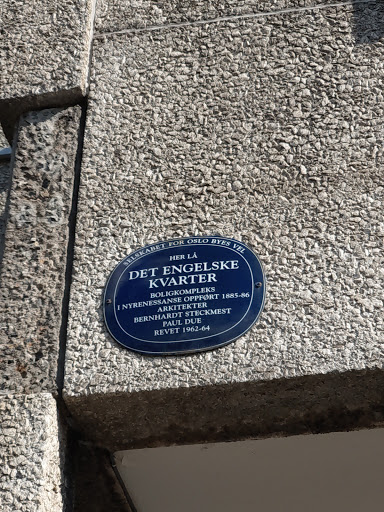 SELSKABET FOR OSLO BYES VEL
HER LÅ
DET ENGELSKE
KVARTER
BOLIGKOMPLEKS
I NYRENESSANSE OPPFØRT 1885-86
ARKITEKTER
BERNHARDT STECKMEST
PAUL DUE
REVET 1962-64